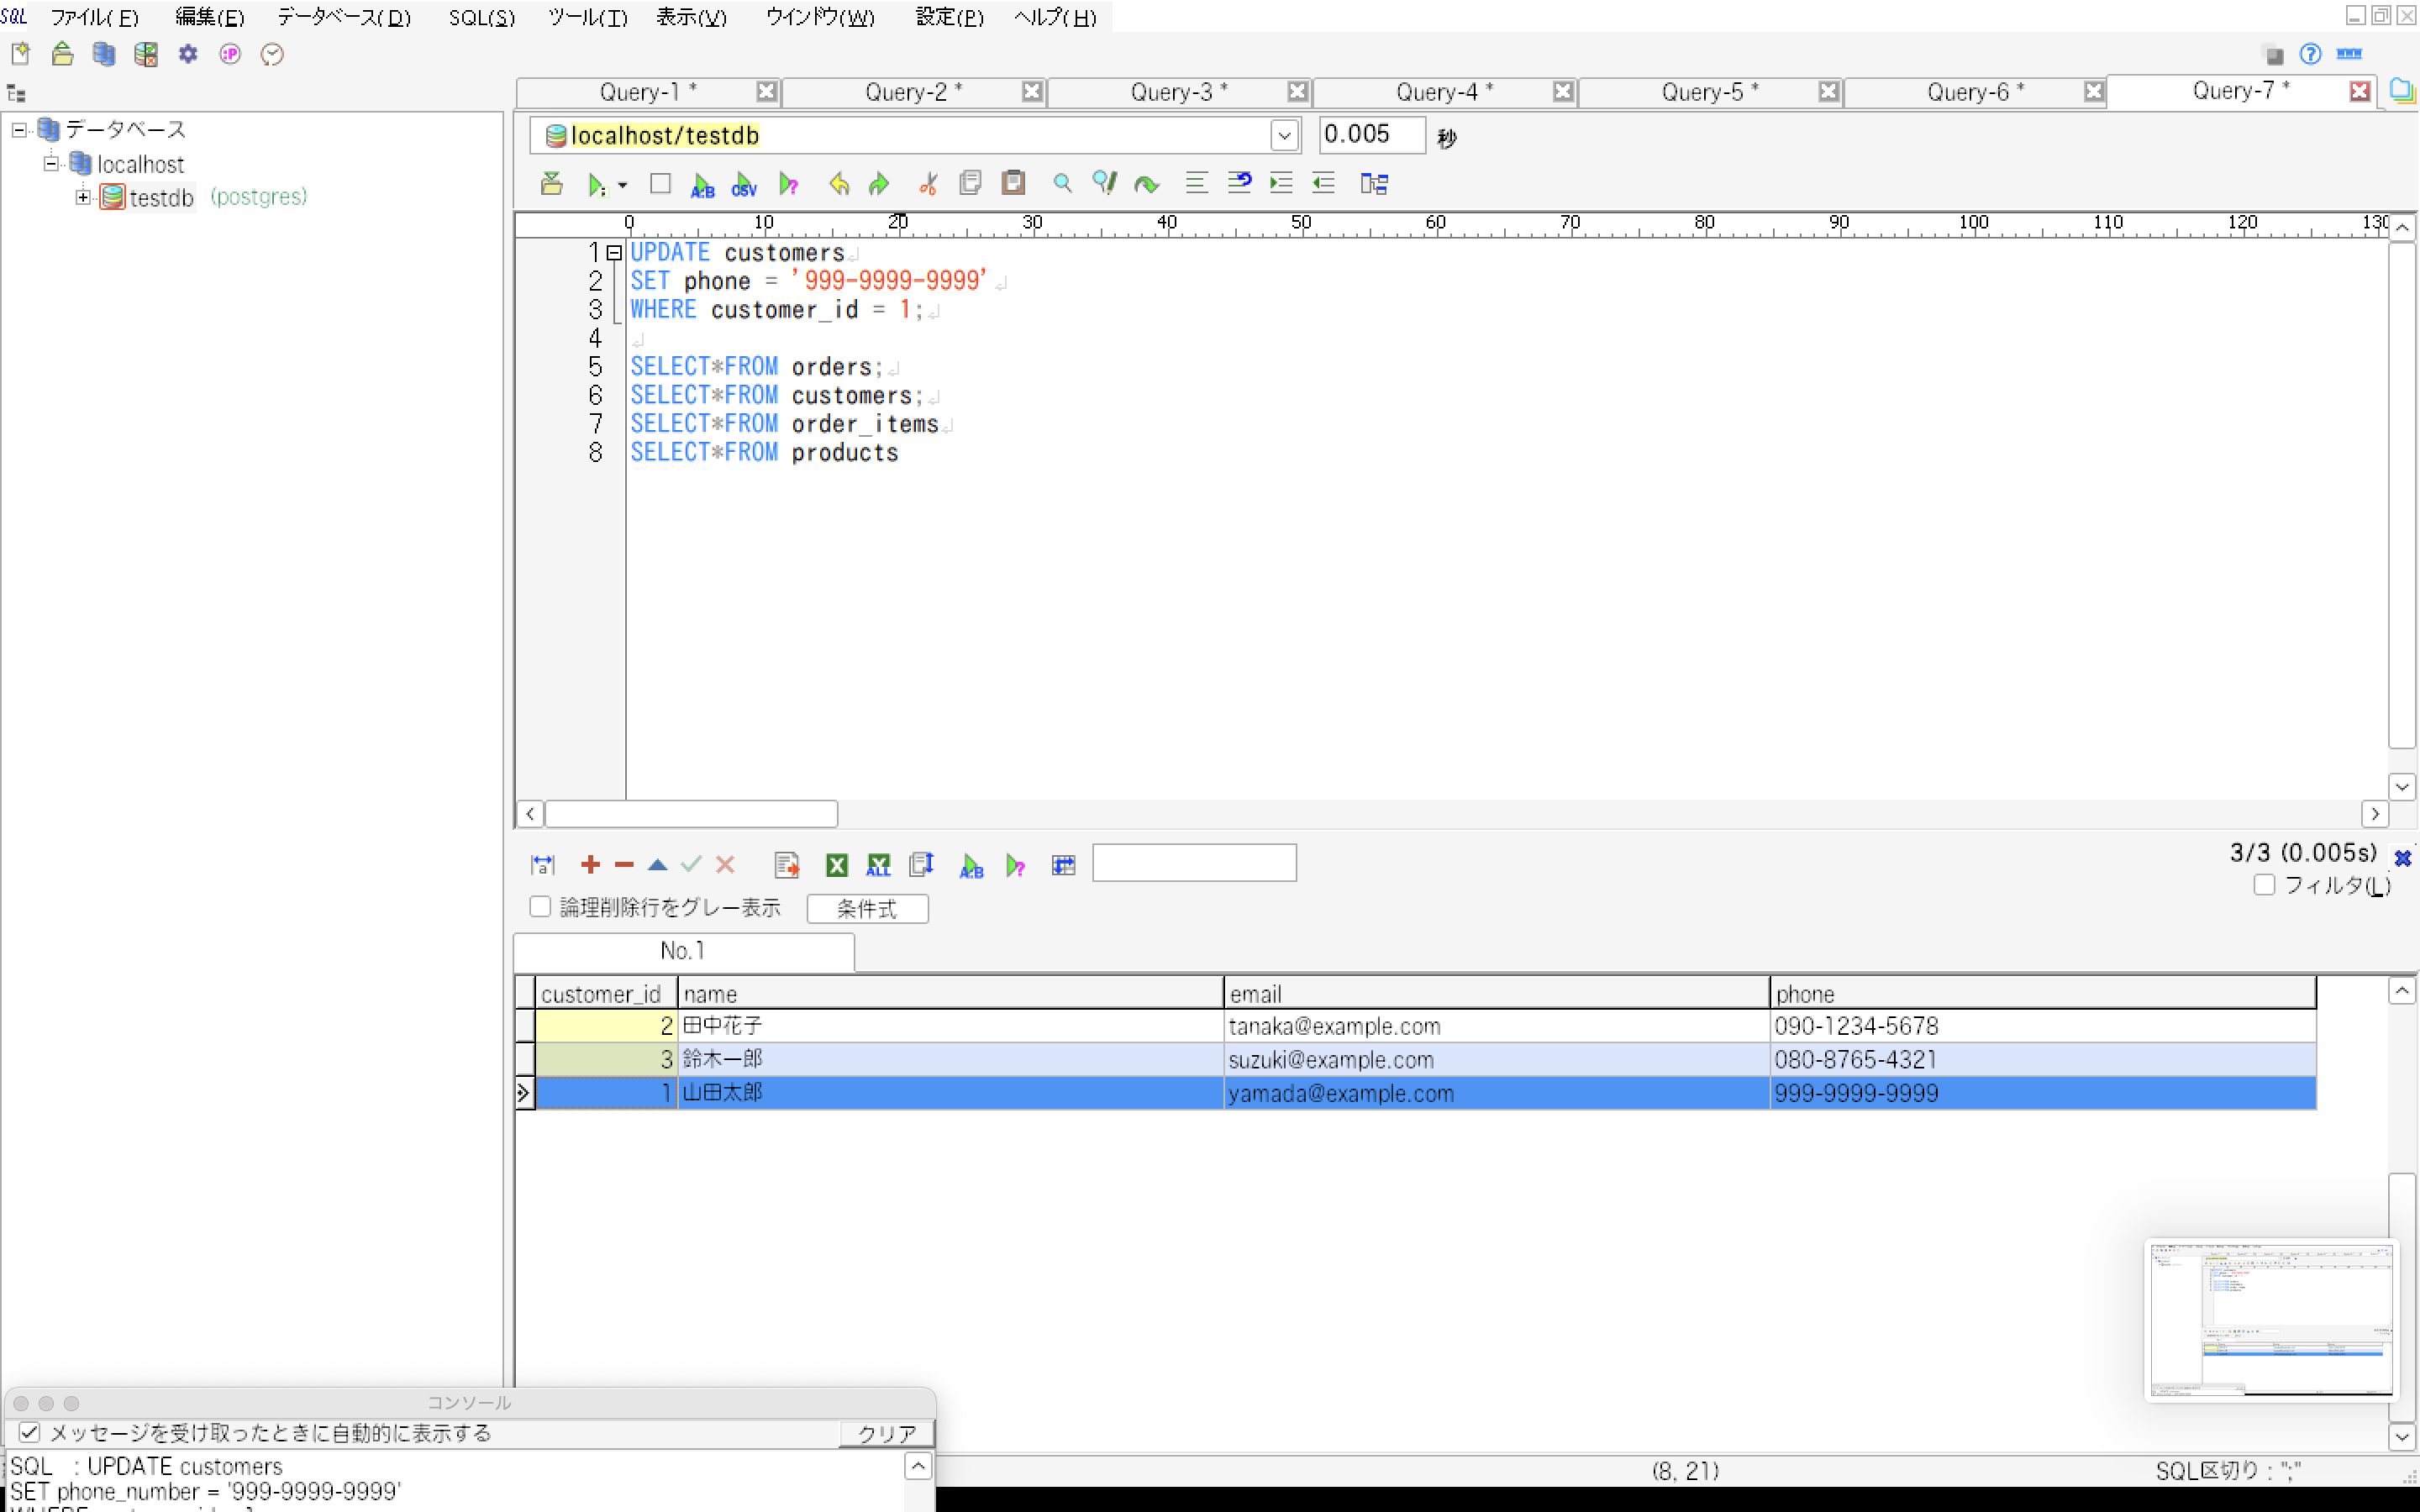 SQL ファイル(F) 編集(E) データベース(D) SQL(S) ツール(T) 表示(V) ウインドウ(W) 設定(P) ヘルプ(H)
Query-1 * Query-2 * Query-3 * Query-4 * Query-5 * Query-6 * Query-7 *
データベース
localhost
testdb (postgres)
localhost/testdb 0.005 秒
A:B CSV
0 10 20 30 40 50 60 70 80 90 100 110 120 130
1 UPDATE customers
2 SET phone = '999-9999-9999'
3 WHERE customer_id = 1;
4
5 SELECT*FROM orders;
6 SELECT*FROM customers;
7 SELECT*FROM order_items
8 SELECT*FROM products
ALL A:B
3/3 (0.005s)
フィルタ(L)
論理削除行をグレー表示 条件式
No.1
customer_id name email phone
2 田中花子 tanaka@example.com 090-1234-5678
3 鈴木一郎 suzuki@example.com 080-8765-4321
1 山田太郎 yamada@example.com 999-9999-9999
コンソール
メッセージを受け取ったときに自動的に表示する クリア
SQL : UPDATE customers
SET phone_number = '999-9999-9999'
(8, 21) SQL区切り : ";"